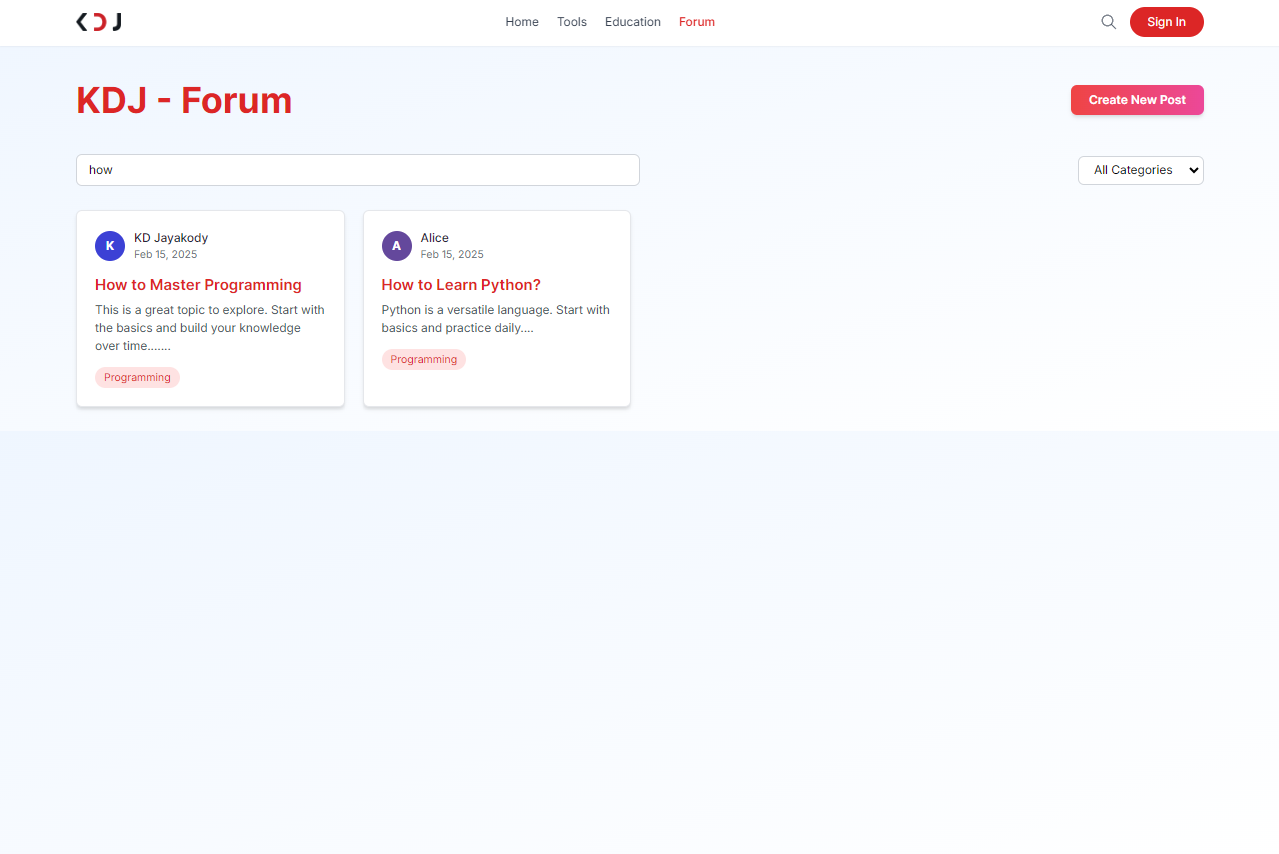 KDJ
Home Tools Education Forum
Sign In
KDJ - Forum
Create New Post
how
All Categories
K
KD Jayakody
Feb 15, 2025
How to Master Programming
This is a great topic to explore. Start with
the basics and build your knowledge
over time.......
Programming
A
Alice
Feb 15, 2025
How to Learn Python?
Python is a versatile language. Start with
basics and practice daily....
Programming